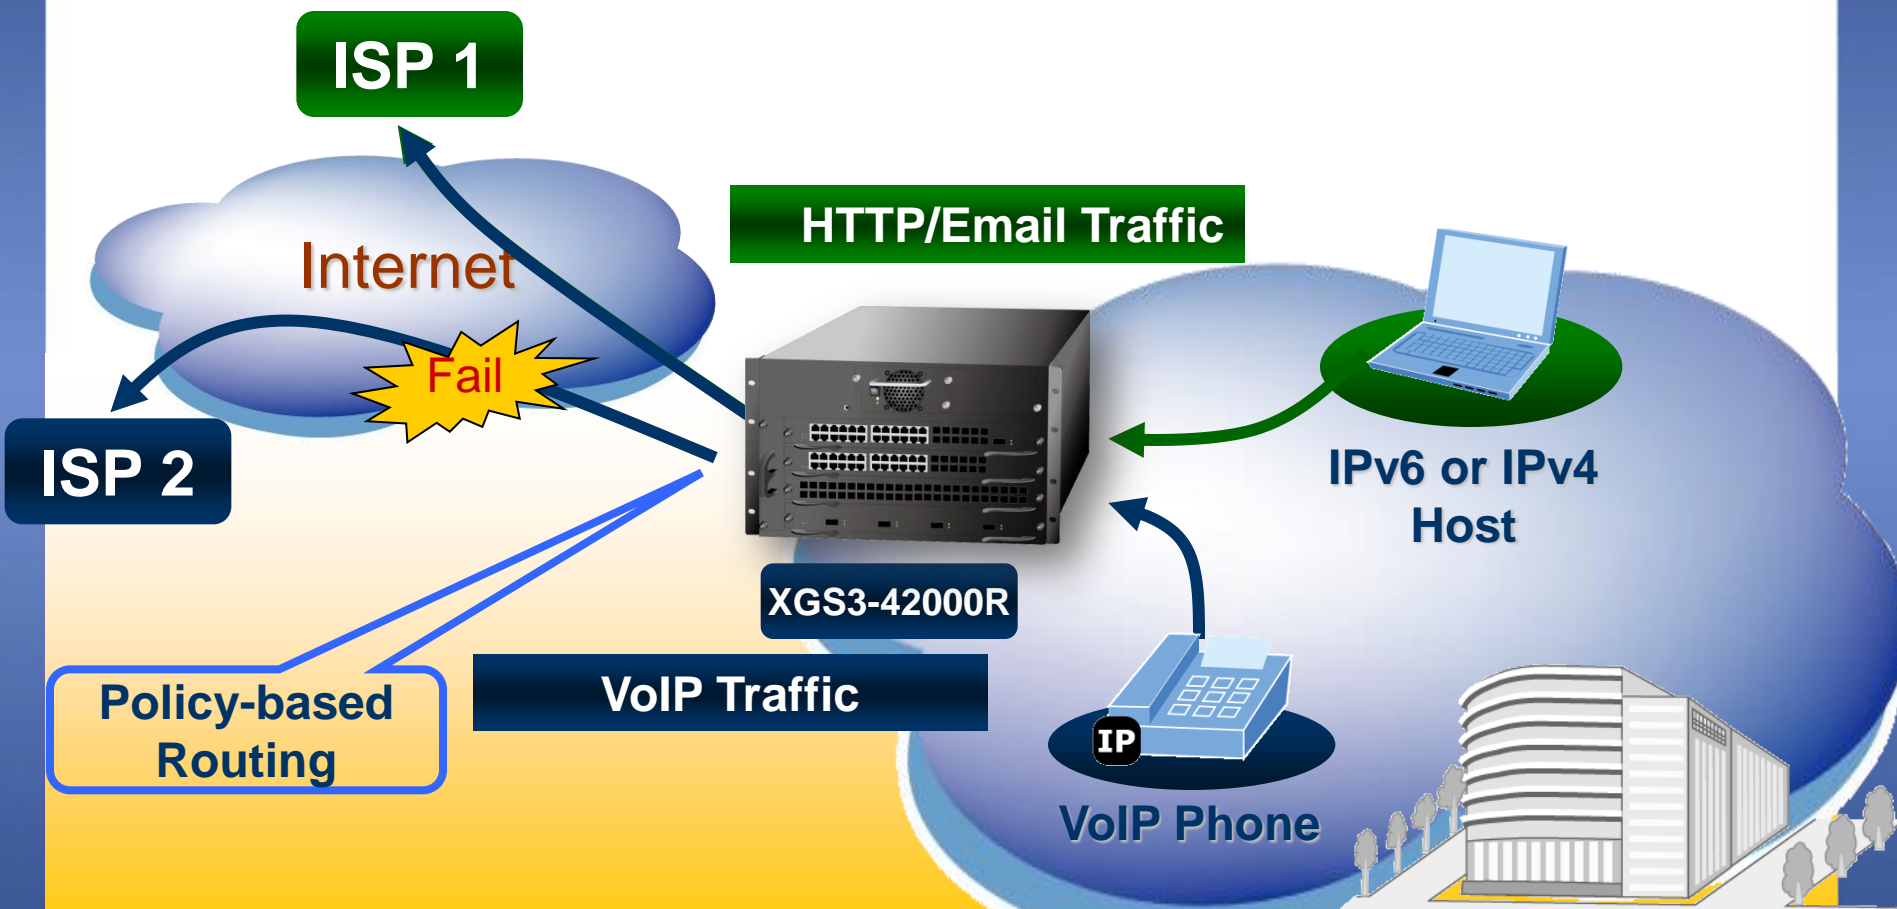 ISP 1
HTTP/Email Traffic
Internet
Fail
ISP 2
IPv6 or IPv4
Host
XGS3-42000R
Policy-based
Routing
VoIP Traffic
IP
VoIP Phone